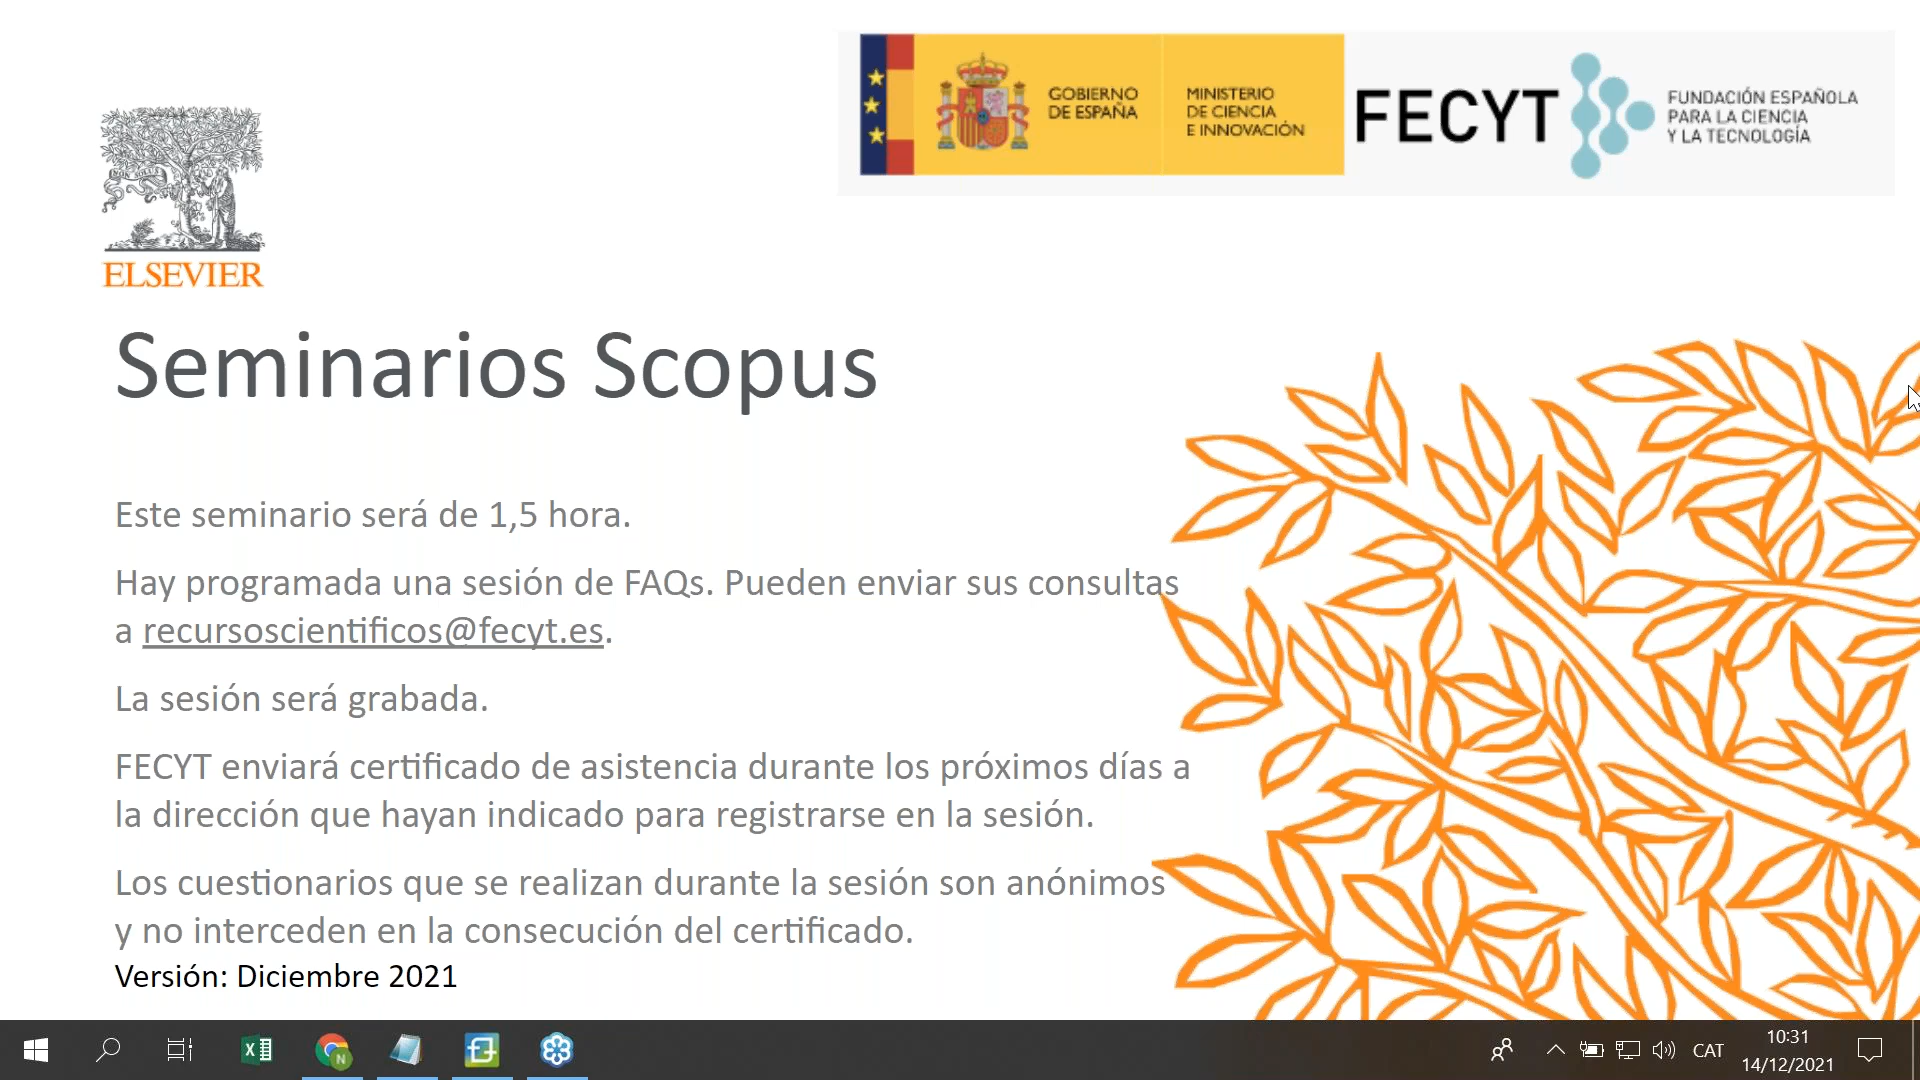 GOBIERNO
DE ESPAÑA
MINISTERIO
DE CIENCIA
E INNOVACIÓN
FECYT
FUNDACIÓN ESPAÑOLA
PARA LA CIENCIA
Y LA TECNOLOGÍA
NON SOLUS
ELSEVIER
Seminarios Scopus
Este seminario será de 1,5 hora.
Hay programada una sesión de FAQs. Pueden enviar sus consultas
a recursoscientificos@fecyt.es.
La sesión será grabada.
FECYT enviará certificado de asistencia durante los próximos días a
la dirección que hayan indicado para registrarse en la sesión.
Los cuestionarios que se realizan durante la sesión son anónimos
y no interceden en la consecución del certificado.
Versión: Diciembre 2021
N
CAT
10:31
14/12/2021